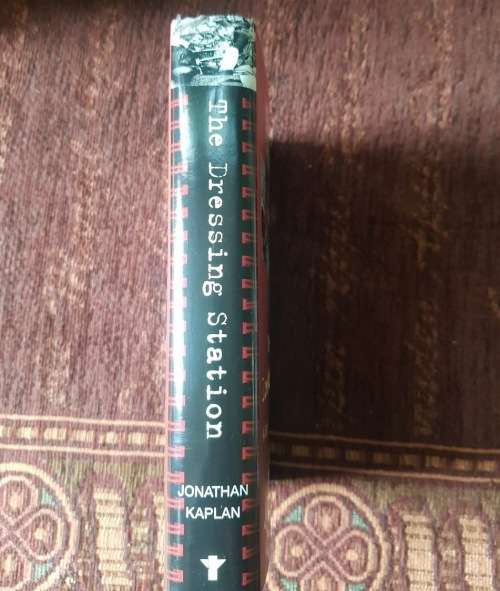 The Dressing Station
JONATHAN
KAPLAN